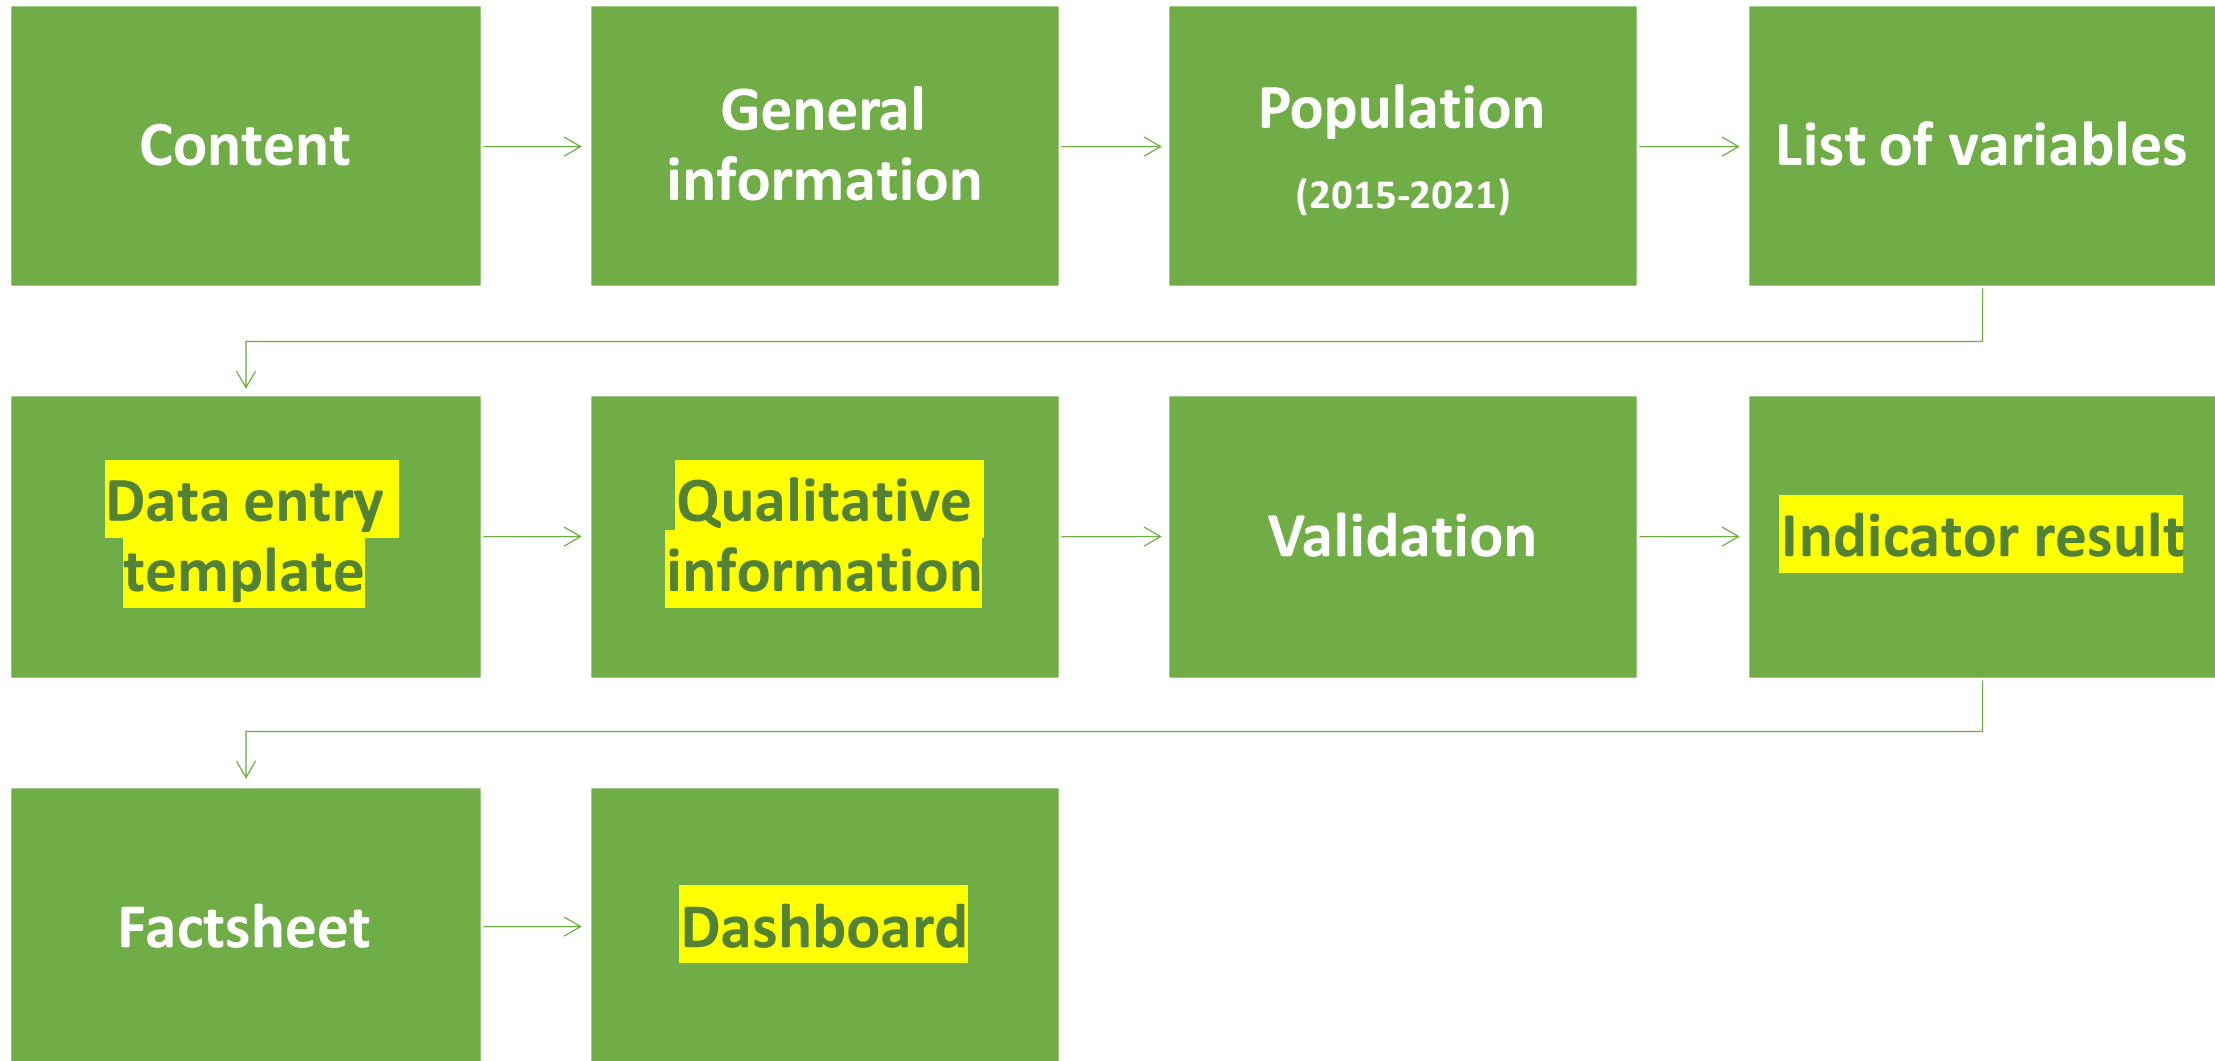 Content
General
information
Population
(2015-2021)
List of variables
Data entry
template
Qualitative
information
Validation
Indicator result
Factsheet
Dashboard